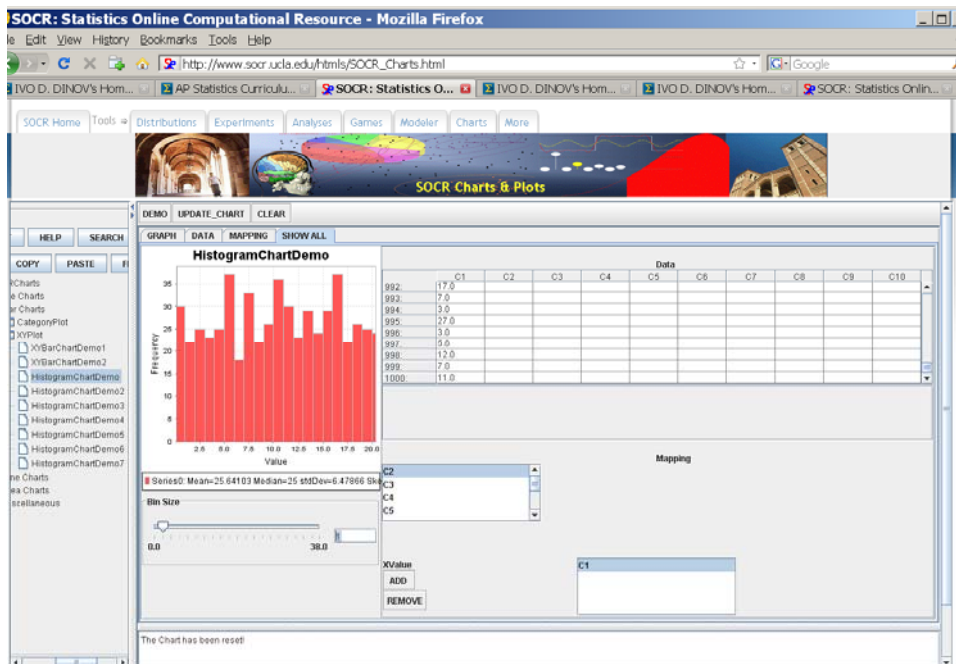 SOCR: Statistics Online Computational Resource - Mozilla Firefox
Edit View History Bookmarks Tools Help
http://www.socr.ucla.edu/htmls/SOCR_Charts.html
Google
IVO D. DINOV's Hom...
AP Statistics Curriculu...
SOCR: Statistics O...
IVO D. DINOV's Hom...
IVO D. DINOV's Hom...
SOCR: Statistics Onlin...
SOCR Home
Tools
Distributions
Experiments
Analyses
Games
Modeler
Charts
More
SOCR Charts & Plots
DEMO UPDATE_CHART CLEAR
HELP SEARCH
COPY PASTE
GRAPH DATA MAPPING SHOW ALL
Charts
e Charts
r Charts
CategoryPlot
XYPlot
XYBarChartDemo1
XYBarChartDemo2
HistogramChartDemo
HistogramChartDemo2
HistogramChartDemo3
HistogramChartDemo4
HistogramChartDemo5
HistogramChartDemo6
HistogramChartDemo7
ne Charts
ea Charts
scellaneous
HistogramChartDemo
Frequency
35
30
25
20
15
10
5
0
2.5 5.0 7.5 10.0 12.5 15.0 17.5 20.0
Value
Series0: Mean=25.64103 Median=25 stdDev=6.47866 Ske
Bin Size
0.0 38.0
Data
C1 C2 C3 C4 C5 C6 C7 C8 C9 C10
992: 17.0
993: 7.0
994: 3.0
995: 27.0
996: 3.0
997: 5.0
998: 12.0
999: 7.0
1000: 11.0
Mapping
C2
C3
C4
C5
XValue
ADD
REMOVE
C1
The Chart has been reset!